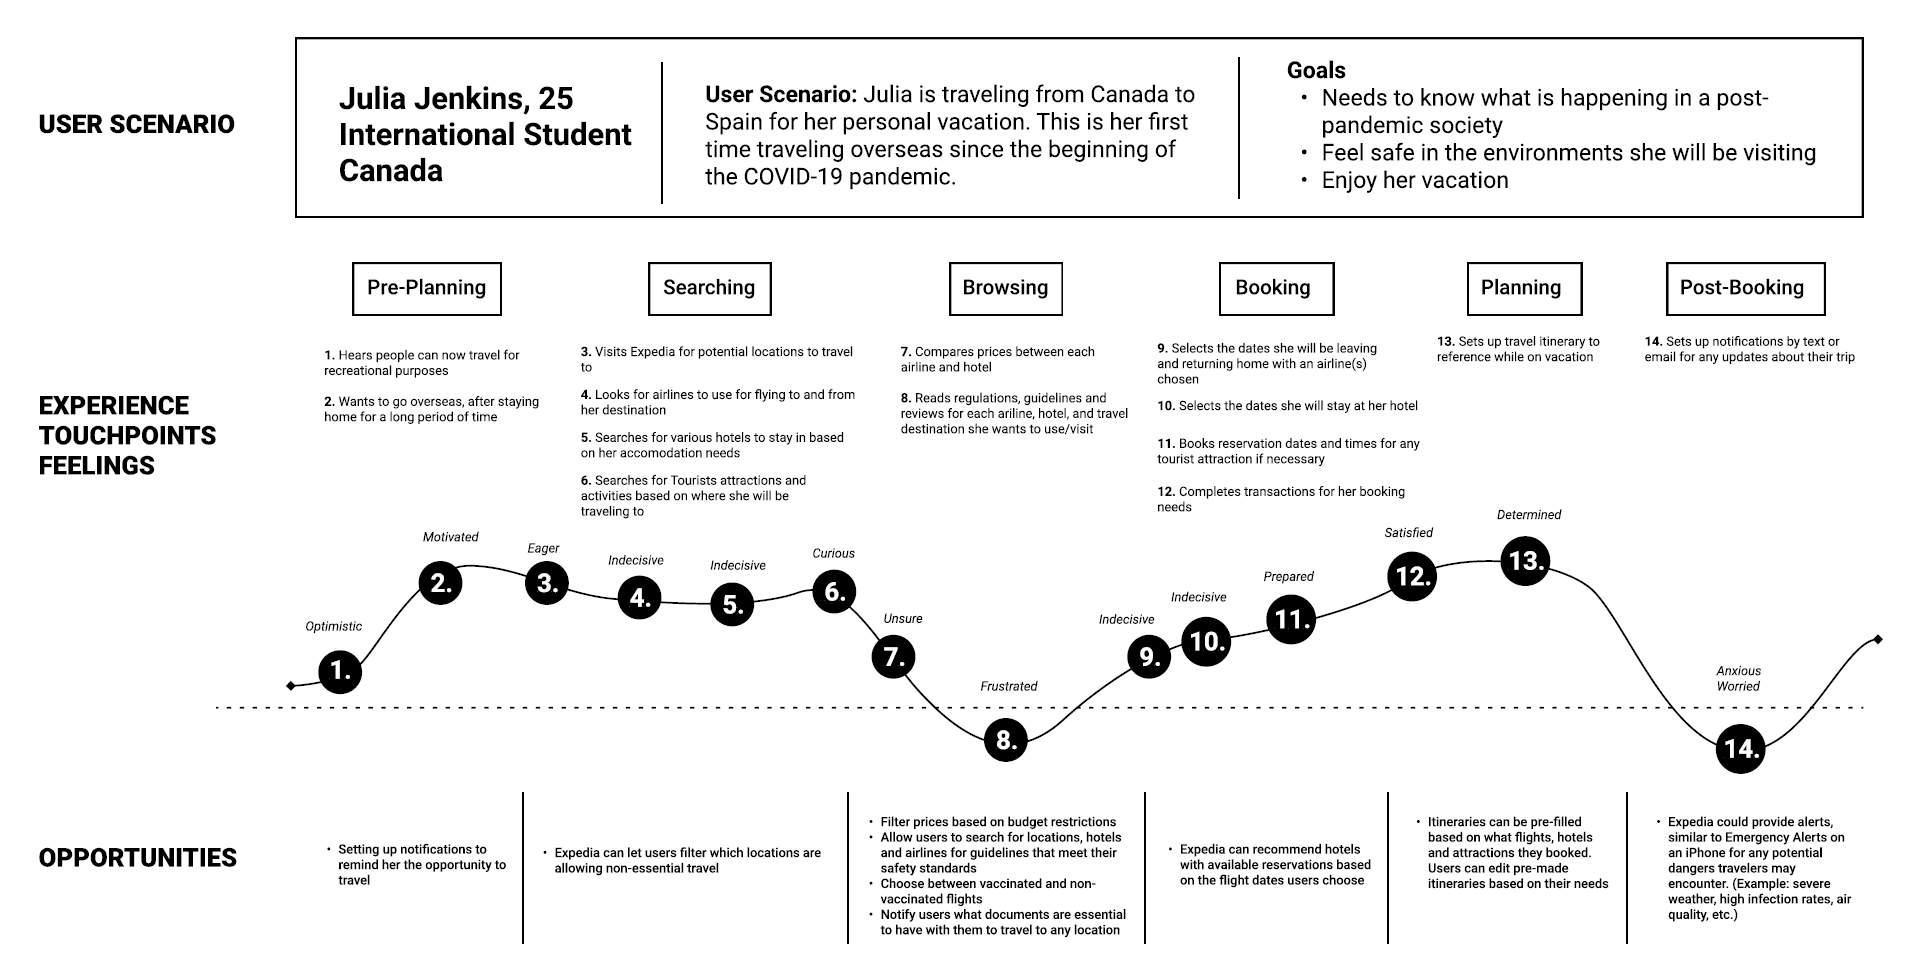 USER SCENARIO
Julia Jenkins, 25
International Student
Canada
User Scenario: Julia is traveling from Canada to
Spain for her personal vacation. This is her first
time traveling overseas since the beginning of
the COVID-19 pandemic.
Goals
• Needs to know what is happening in a post-
pandemic society
• Feel safe in the environments she will be visiting
• Enjoy her vacation
EXPERIENCE
TOUCHPOINTS
FEELINGS
Pre-Planning
1. Hears people can now travel for
recreational purposes
2. Wants to go overseas, after staying
home for a long period of time
Searching
3. Visits Expedia for potential locations to travel
to
4. Looks for airlines to use for flying to and from
her destination
5. Searches for various hotels to stay in based
on her accomodation needs
6. Searches for Tourists attractions and
activities based on where she will be
traveling to
Browsing
7. Compares prices between each
airline and hotel
8. Reads regulations, guidelines and
reviews for each ariline, hotel, and travel
destination she wants to use/visit
Booking
9. Selects the dates she will be leaving
and returning home with an airline(s)
chosen
10. Selects the dates she will stay at her hotel
11. Books reservation dates and times for any
tourist attraction if necessary
12. Completes transactions for her booking
needs
Planning
13. Sets up travel itinerary to
reference while on vacation
Post-Booking
14. Sets up notifications by text or
email for any updates about their trip
Optimistic
1.
Motivated
2.
Eager
3.
Indecisive
4.
Indecisive
5.
Curious
6.
Unsure
7.
Frustrated
8.
Indecisive
9.
Indecisive
10.
Prepared
11.
Satisfied
12.
Determined
13.
Anxious
Worried
14.
OPPORTUNITIES
• Setting up notifications to
remind her the opportunity to
travel
• Expedia can let users filter which locations are
allowing non-essential travel
• Filter prices based on budget restrictions
• Allow users to search for locations, hotels
and airlines for guidelines that meet their
safety standards
• Choose between vaccinated and non-
vaccinated flights
• Notify users what documents are essential
to have with them to travel to any location
• Expedia can recommend hotels
with available reservations based
on the flight dates users choose
• Itineraries can be pre-filled
based on what flights, hotels
and attractions they booked.
Users can edit pre-made
itineraries based on their needs
• Expedia could provide alerts,
similar to Emergency Alerts on
an iPhone for any potential
dangers travelers may
encounter. (Example: severe
weather, high infection rates, air
quality, etc.)